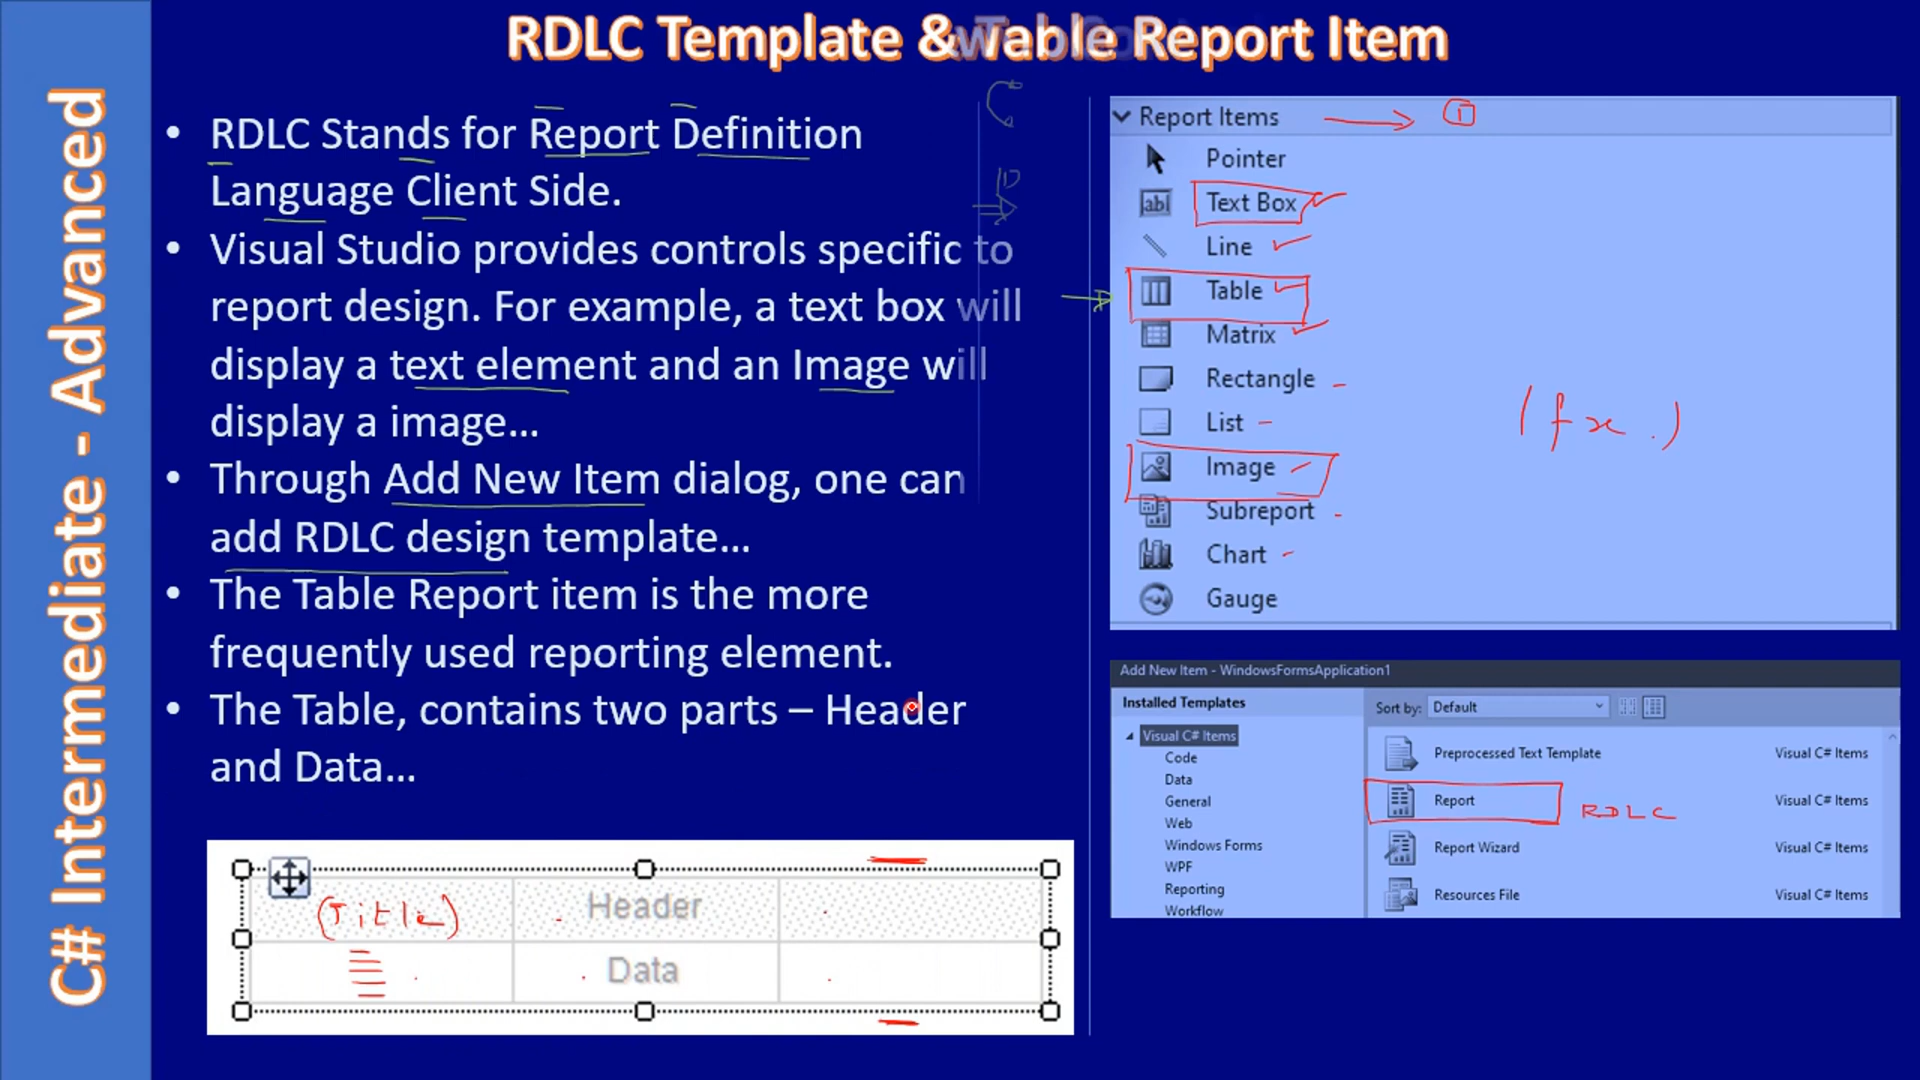 RDLC Template & Table Report Item
C# Intermediate - Advanced
• RDLC Stands for Report Definition
Language Client Side.
• Visual Studio provides controls specific to
report design. For example, a text box will
display a text element and an Image will
display a image...
• Through Add New Item dialog, one can
add RDLC design template...
• The Table Report item is the more
frequently used reporting element.
• The Table, contains two parts – Header
and Data...
(Title)
Header
Data
Report Items
1
Pointer
Text Box
Line
Table
Matrix
Rectangle
List
Image
Subreport
Chart
Gauge
(fx.)
Add New Item - WindowsFormsApplication1
Installed Templates
Visual C# Items
Code
Data
General
Web
Windows Forms
WPF
Reporting
Workflow
Sort by: Default
Preprocessed Text Template Visual C# Items
Report RDLC Visual C# Items
Report Wizard Visual C# Items
Resources File Visual C# Items